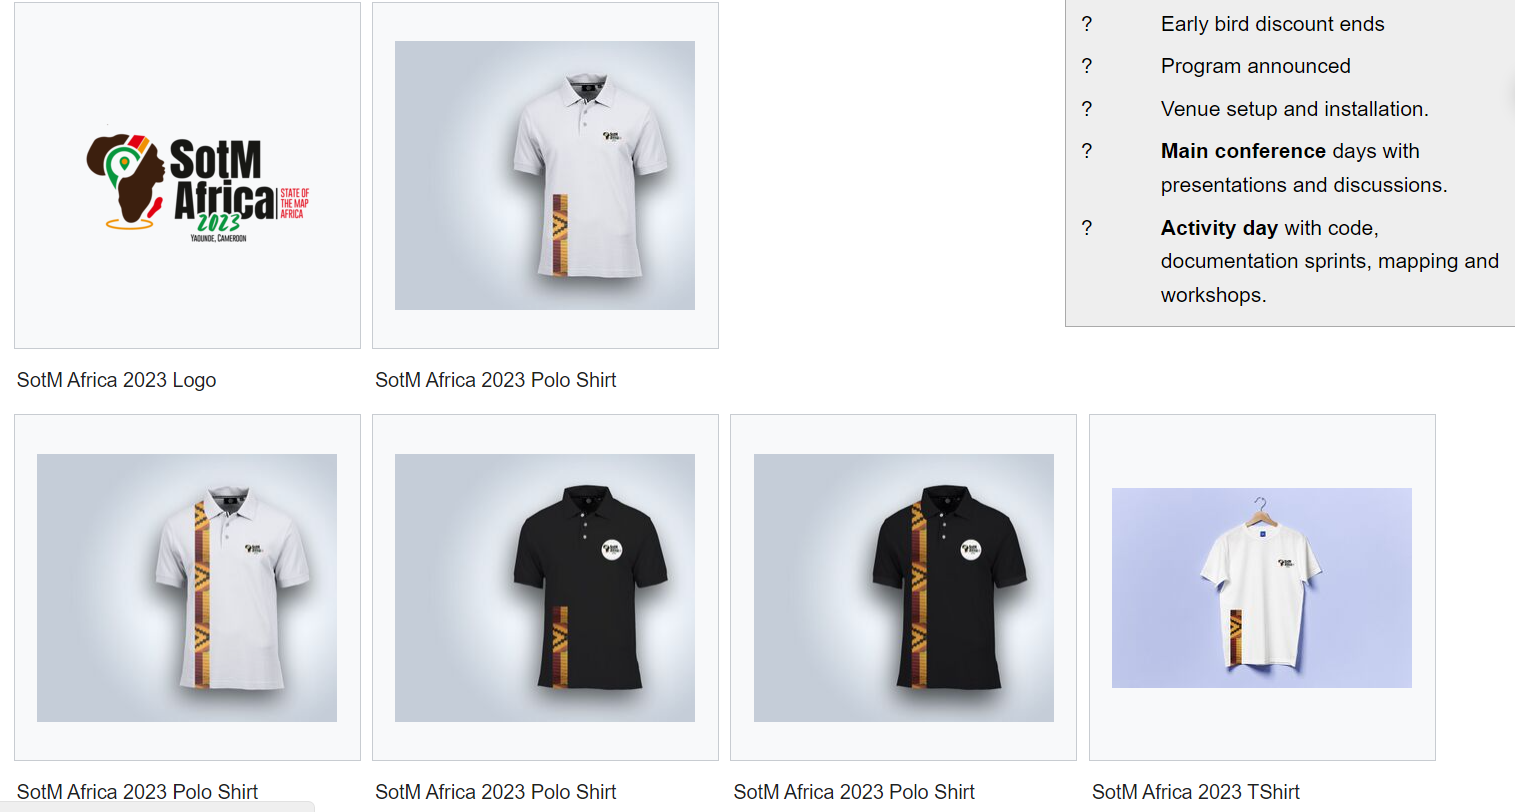 SotM
Africa
2023
STATE OF
THE MAP
AFRICA
YAOUNDE, CAMEROON
SotM Africa 2023 Logo
SotM Africa 2023 Polo Shirt
? Early bird discount ends
? Program announced
? Venue setup and installation.
? Main conference days with
presentations and discussions.
? Activity day with code,
documentation sprints, mapping and
workshops.
SotM Africa 2023 Polo Shirt
SotM Africa 2023 Polo Shirt
SotM Africa 2023 Polo Shirt
SotM Africa 2023 TShirt